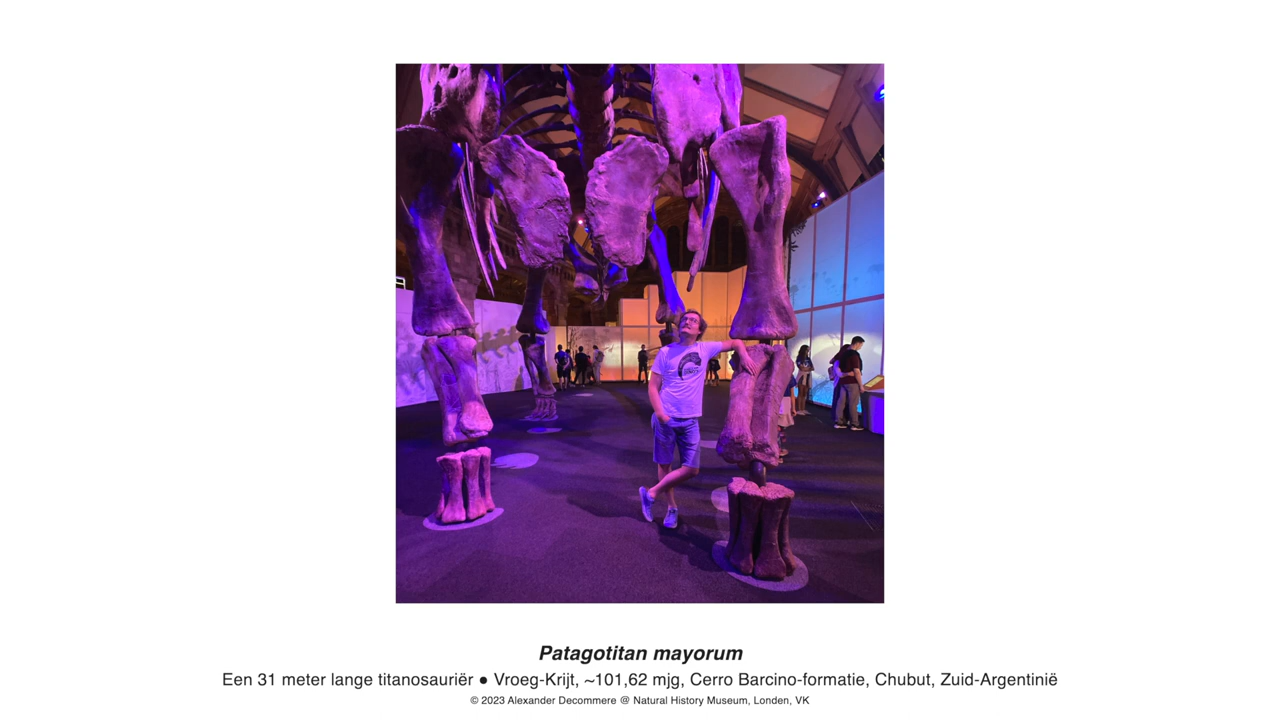 Patagotitan mayorum
Een 31 meter lange titanosauriër ● Vroeg-Krijt, ~101,62 mjg, Cerro Barcino-formatie, Chubut, Zuid-Argentinië
© 2023 Alexander Decommere @ Natural History Museum, Londen, VK